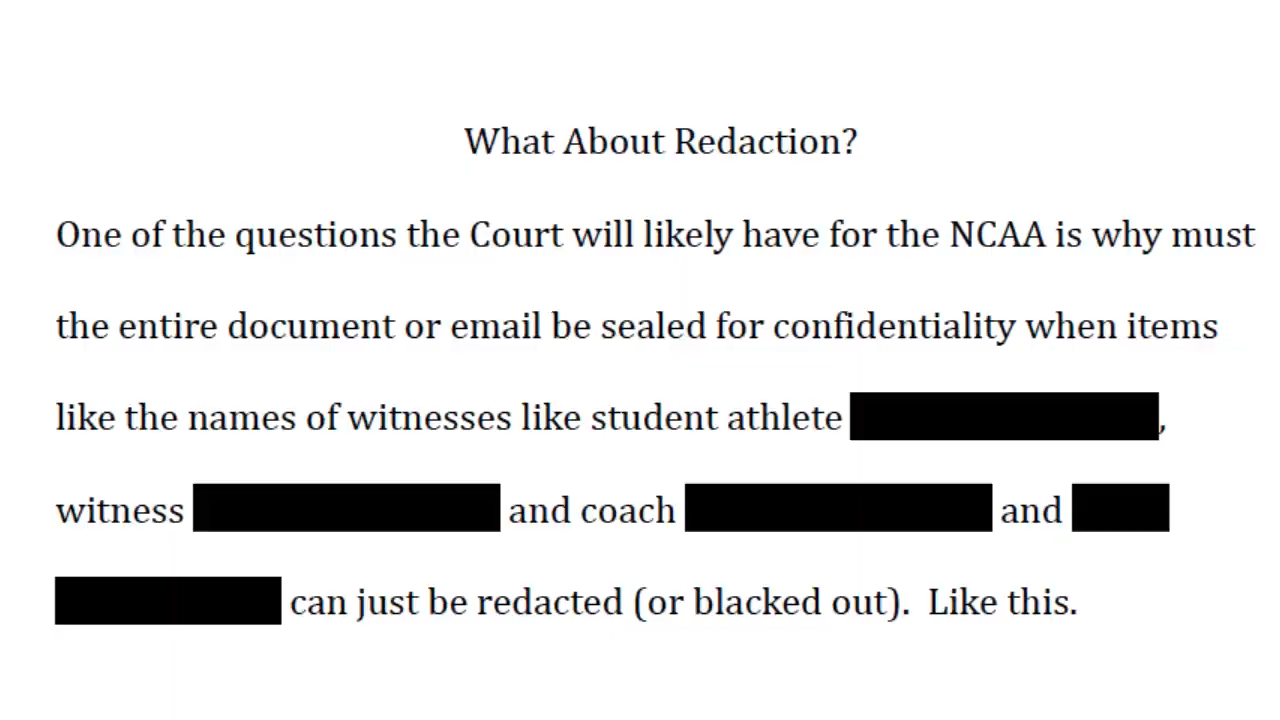 What About Redaction?
One of the questions the Court will likely have for the NCAA is why must
the entire document or email be sealed for confidentiality when items
like the names of witnesses like student athlete ,
witness and coach and
can just be redacted (or blacked out). Like this.